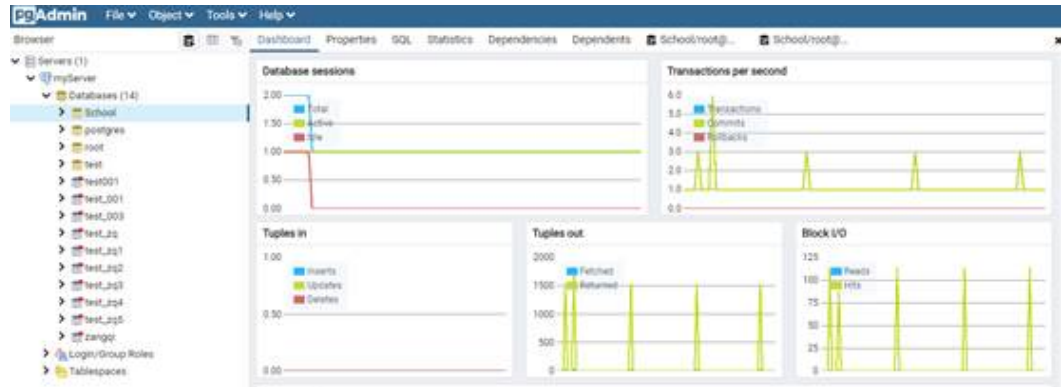 pgAdmin File Object Tools Help
Browser
Dashboard Properties SQL Statistics Dependencies Dependents School/root@... School/root@...
Servers (1)
myServer
Databases (14)
School
postgres
root
test
test001
test_001
test_003
test_zq
test_zq1
test_zq2
test_zq3
test_zq4
test_zq5
zangqi
Login/Group Roles
Tablespaces
Database sessions
2.00
1.50
1.00
0.50
0.00
Total
Active
Idle
Transactions per second
6.0
5.0
4.0
3.0
2.0
1.0
0.0
Transactions
Commits
Rollbacks
Tuples in
1.00
0.50
0.00
Inserts
Updates
Deletes
Tuples out
2000
1500
1000
500
0
Fetched
Returned
Block I/O
125
100
75
50
25
0
Reads
Hits